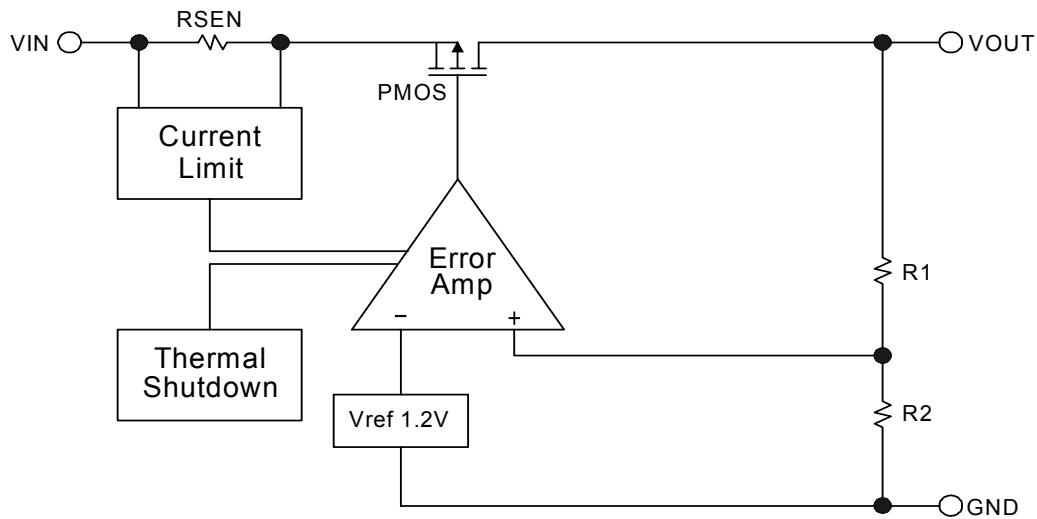 RSEN
VIN
VOUT
PMOS
Current
Limit
Error
Amp
R1
− +
Thermal
Shutdown
Vref 1.2V
R2
GND